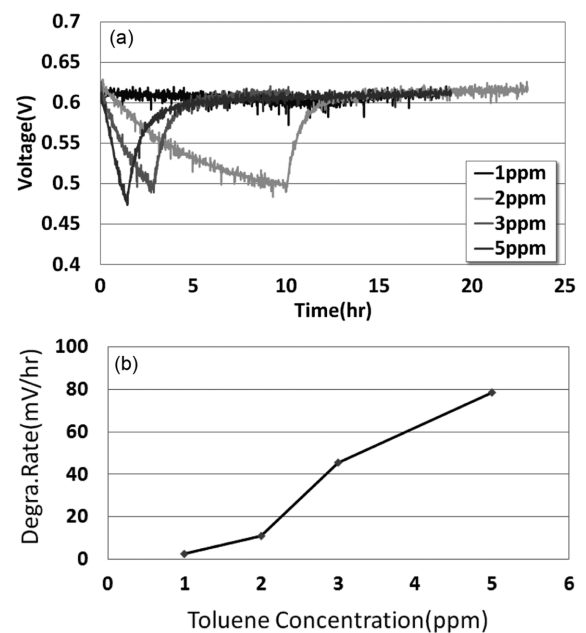 (a)
0.7
0.65
0.6
0.55
0.5
0.45
0.4
Voltage(V)
0 5 10 15 20 25
Time(hr)
1ppm
2ppm
3ppm
5ppm
(b)
100
80
60
40
20
0
Degra.Rate(mV/hr)
0 1 2 3 4 5 6
Toluene Concentration(ppm)